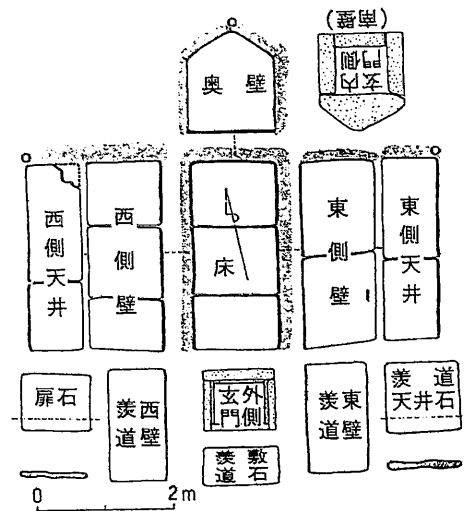 奥壁
(南壁)
玄門
内側
西側天井
西側壁
床
東側壁
東側天井
扉石
羨道
西壁
玄門
外側
羨道
敷石
羨道
東壁
羨道
天井石
0 2m